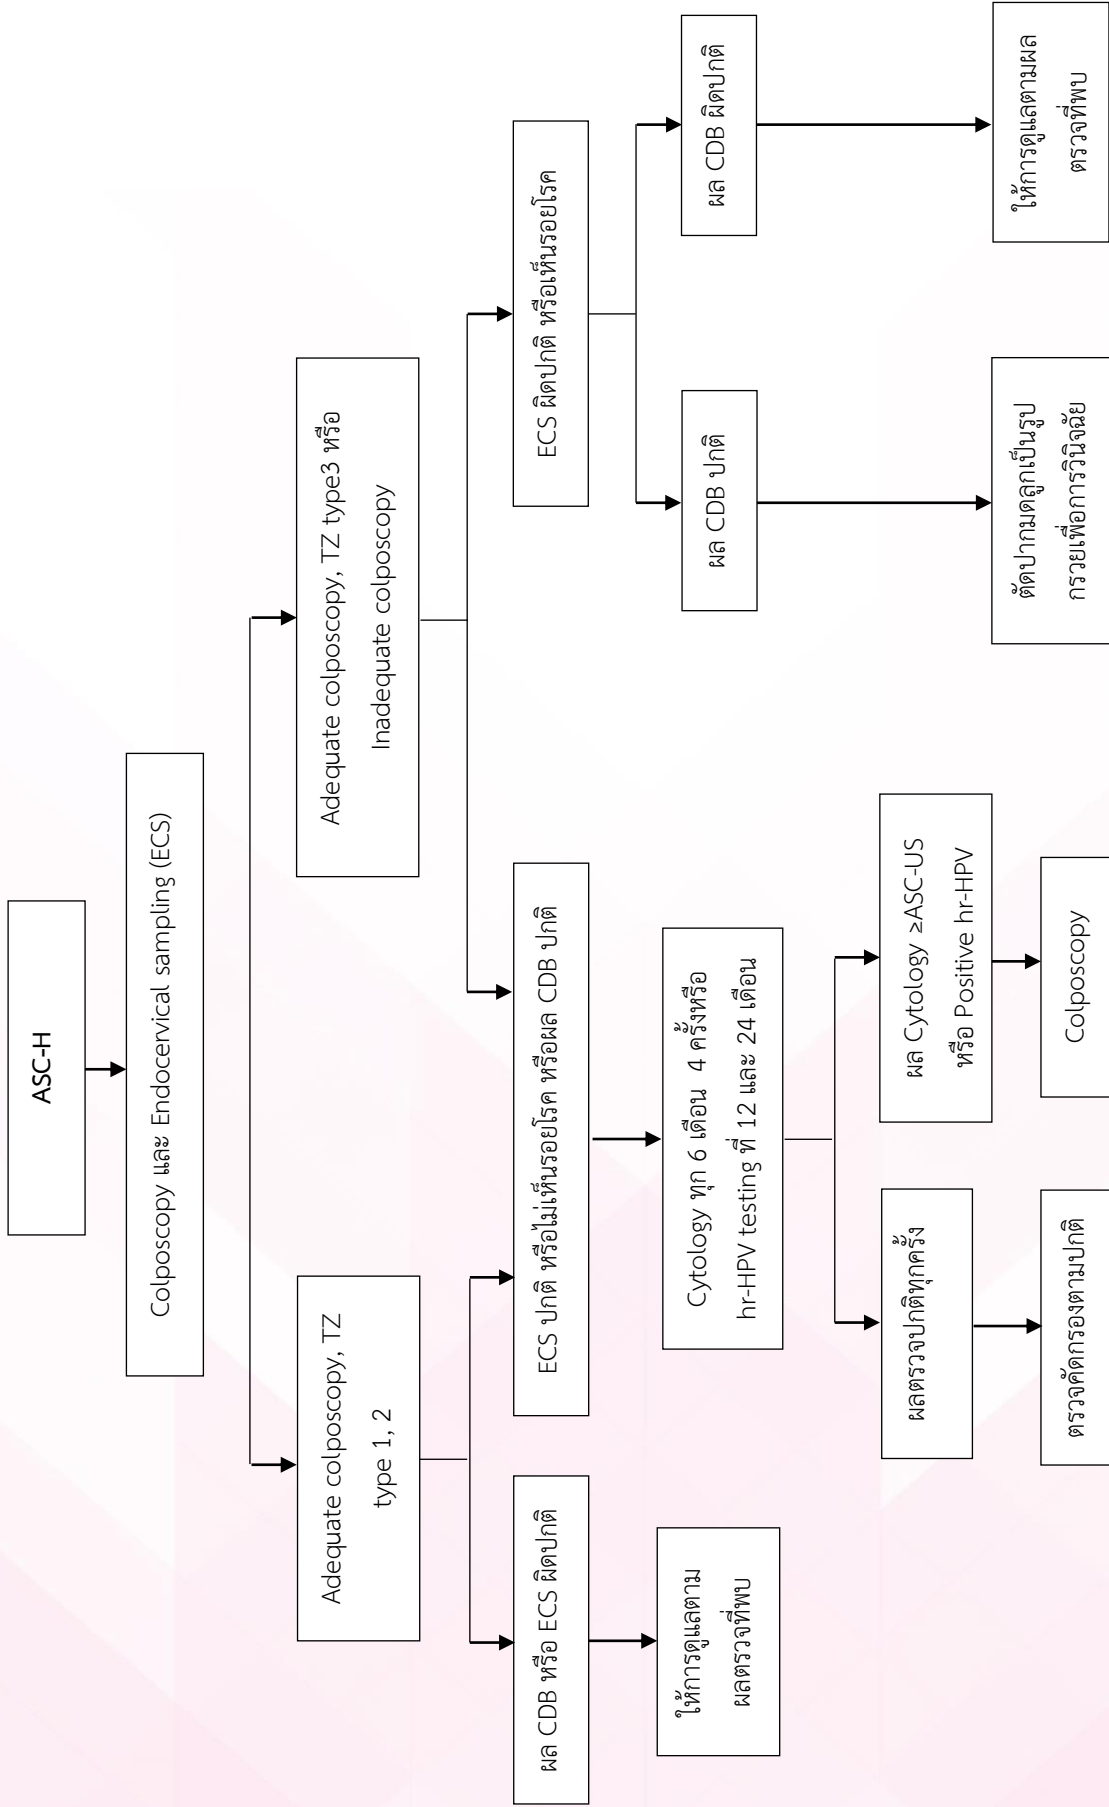 ASC-H
Colposcopy และ Endocervical sampling (ECS)
Adequate colposcopy, TZ
type 1, 2
Adequate colposcopy, TZ type3 หรือ
Inadequate colposcopy
ผล CDB หรือ ECS ผิดปกติ
ECS ปกติ หรือไม่เห็นรอยโรค หรือผล CDB ปกติ
ECS ผิดปกติ หรือเห็นรอยโรค
ให้การดูแลตาม
ผลตรวจที่พบ
Cytology ทุก 6 เดือน 4 ครั้งหรือ
hr-HPV testing ที่ 12 และ 24 เดือน
ผล CDB ปกติ
ผล CDB ผิดปกติ
ผลตรวจปกติทุกครั้ง
ผล Cytology ≥ASC-US
หรือ Positive hr-HPV
ตรวจคัดกรองตามปกติ
Colposcopy
ตัดปากมดลูกเป็นรูป
กรวยเพื่อการวินิจฉัย
ให้การดูแลตามผล
ตรวจที่พบ